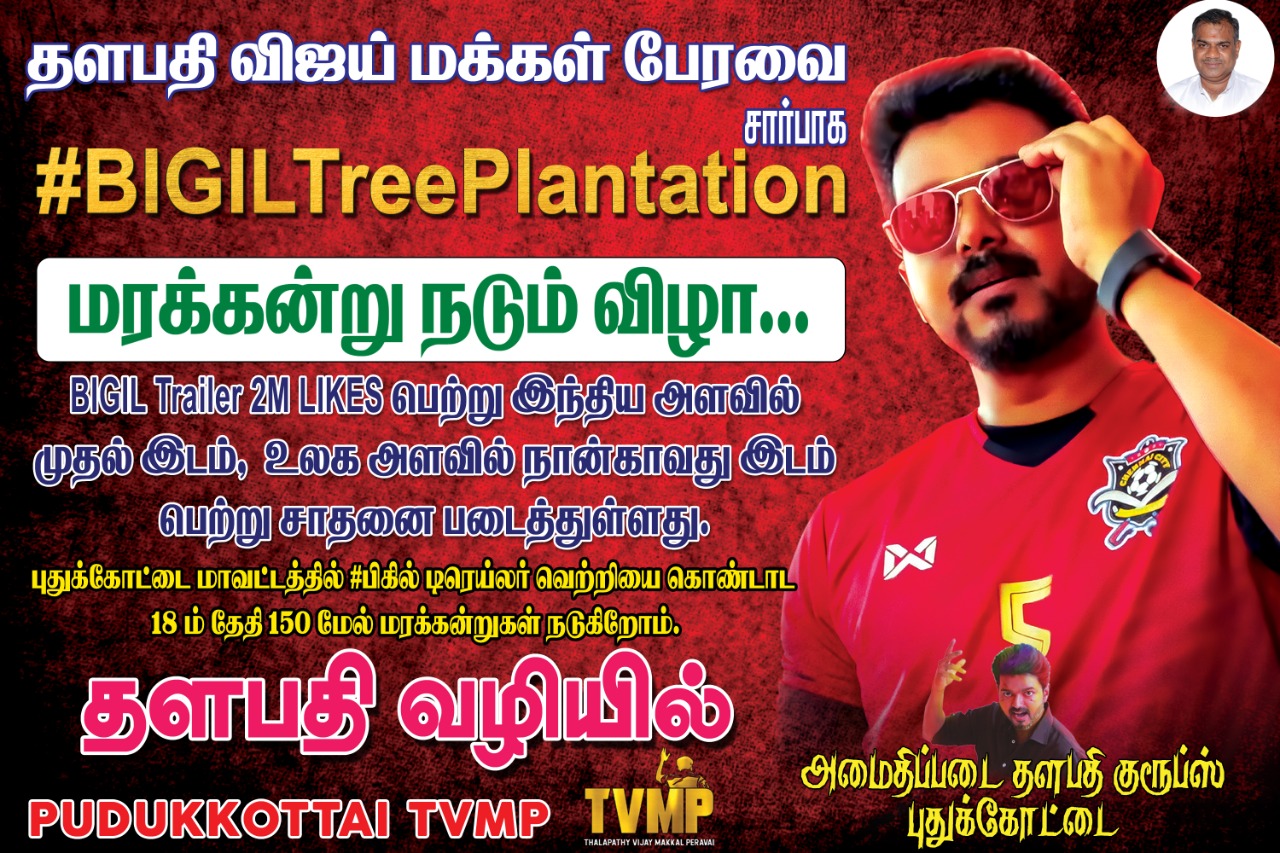 தளபதி விஜய் மக்கள் பேரவை
சார்பாக
#BIGILTreePlantation
மரக்கன்று நடும் விழா...
BIGIL Trailer 2M LIKES பெற்று இந்திய அளவில்
முதல் இடம், உலக அளவில் நான்காவது இடம்
பெற்று சாதனை படைத்துள்ளது.
புதுக்கோட்டை மாவட்டத்தில் #பிகில் டிரெய்லர் வெற்றியை கொண்டாட
18 ம் தேதி 150 மேல் மரக்கன்றுகள் நடுகிறோம்.
தளபதி வழியில்
PUDUKKOTTAI TVMP
TVMP
THALAPATHY VIJAY MAKKAL PERAVAI
CHENNAI CITY
5
அமைதிப்படை தளபதி குரூப்ஸ்
புதுக்கோட்டை